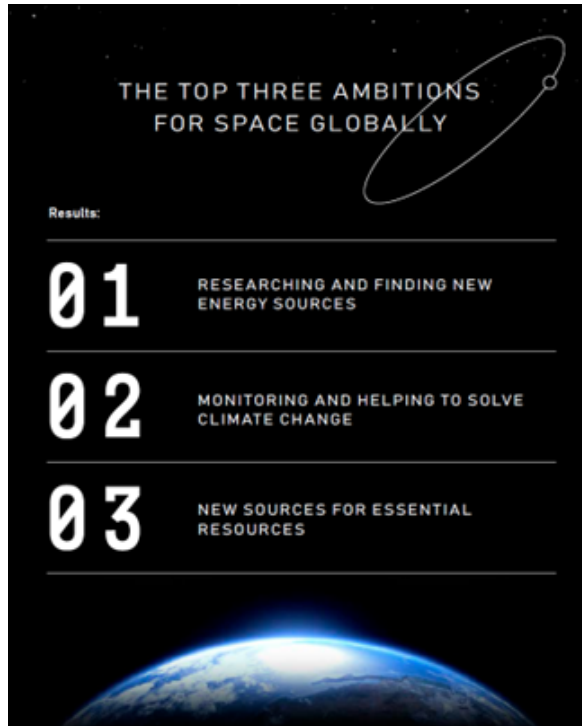 THE TOP THREE AMBITIONS
FOR SPACE GLOBALLY
Results:
01
RESEARCHING AND FINDING NEW
ENERGY SOURCES
02
MONITORING AND HELPING TO SOLVE
CLIMATE CHANGE
03
NEW SOURCES FOR ESSENTIAL
RESOURCES